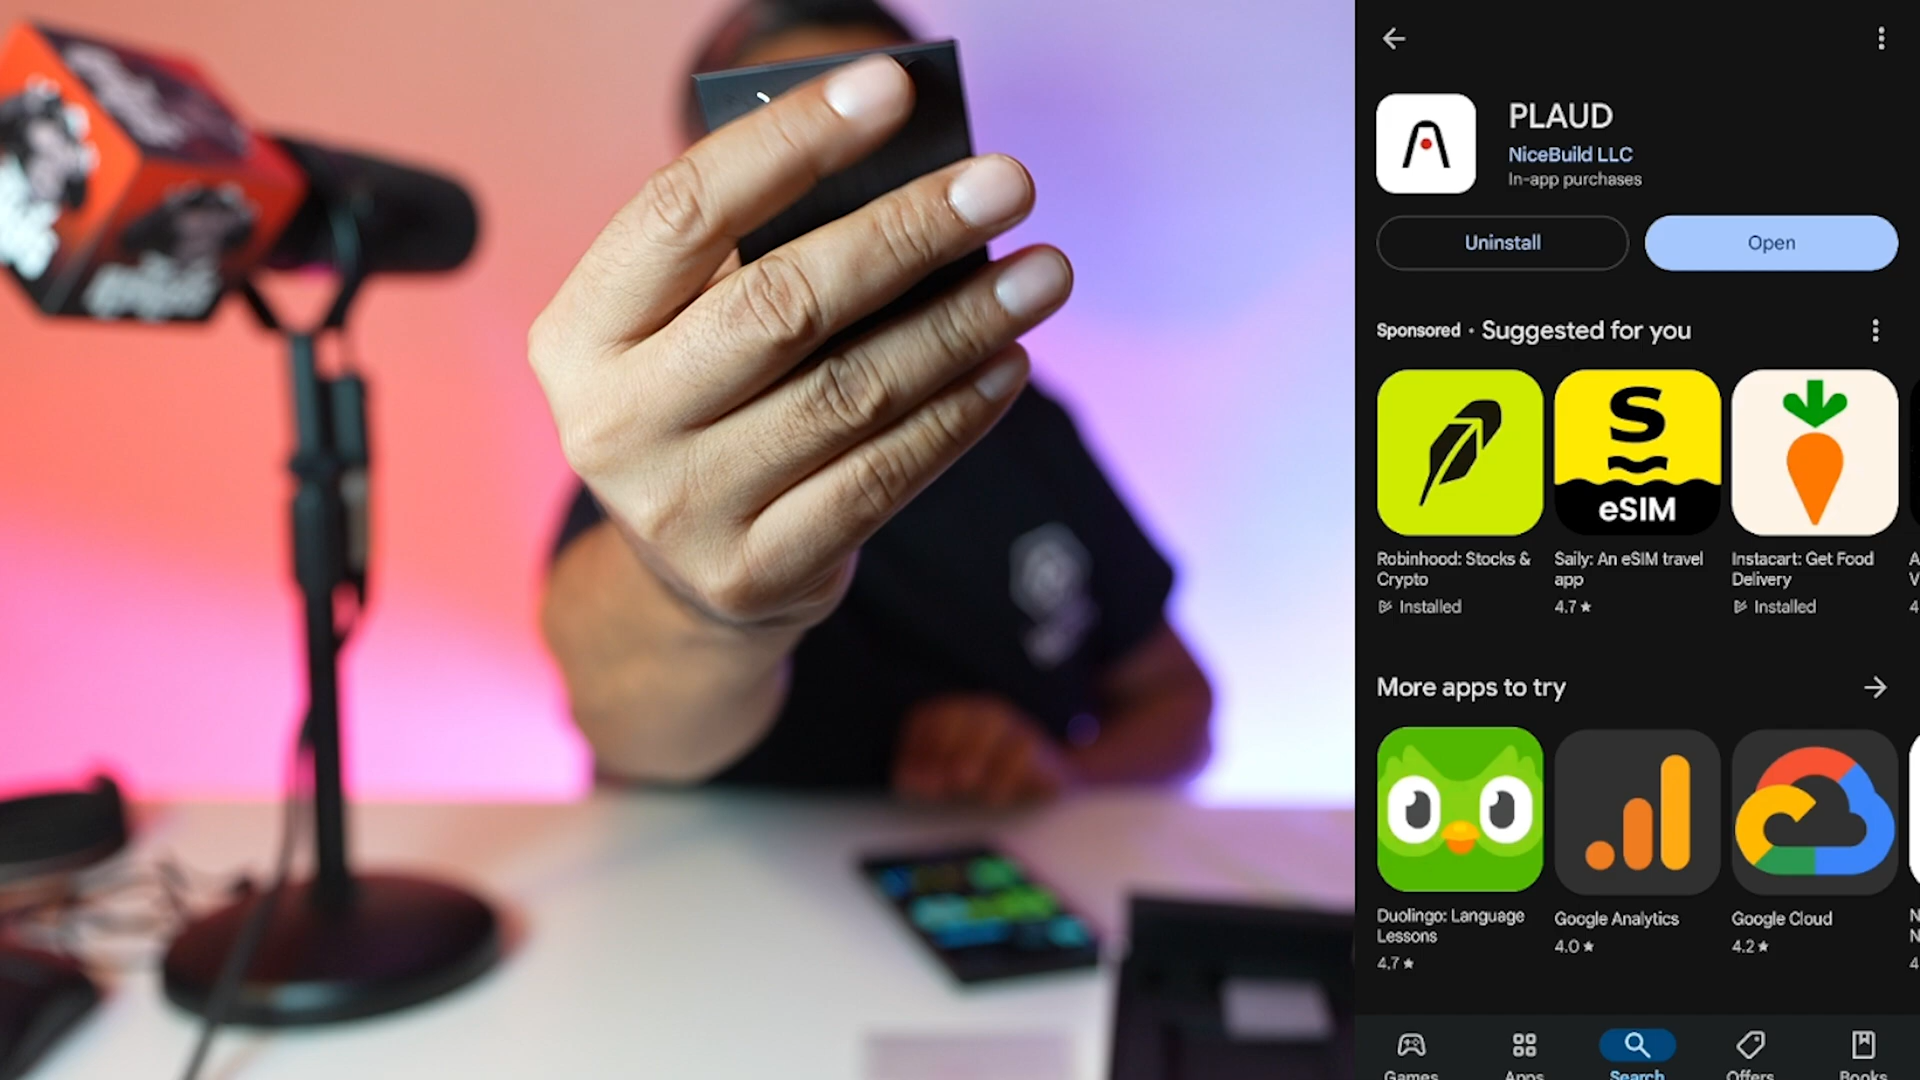 PLAUD
NiceBuild LLC
In-app purchases
Uninstall
Open
Sponsored • Suggested for you
S
eSIM
Robinhood: Stocks &
Crypto
Installed
Saily: An eSIM travel
app
4.7★
Instacart: Get Food
Delivery
Installed
4
More apps to try
Duolingo: Language
Lessons
4.7★
Google Analytics
4.0★
Google Cloud
4.2★
4
Games
Apps
Search
Offers
Books